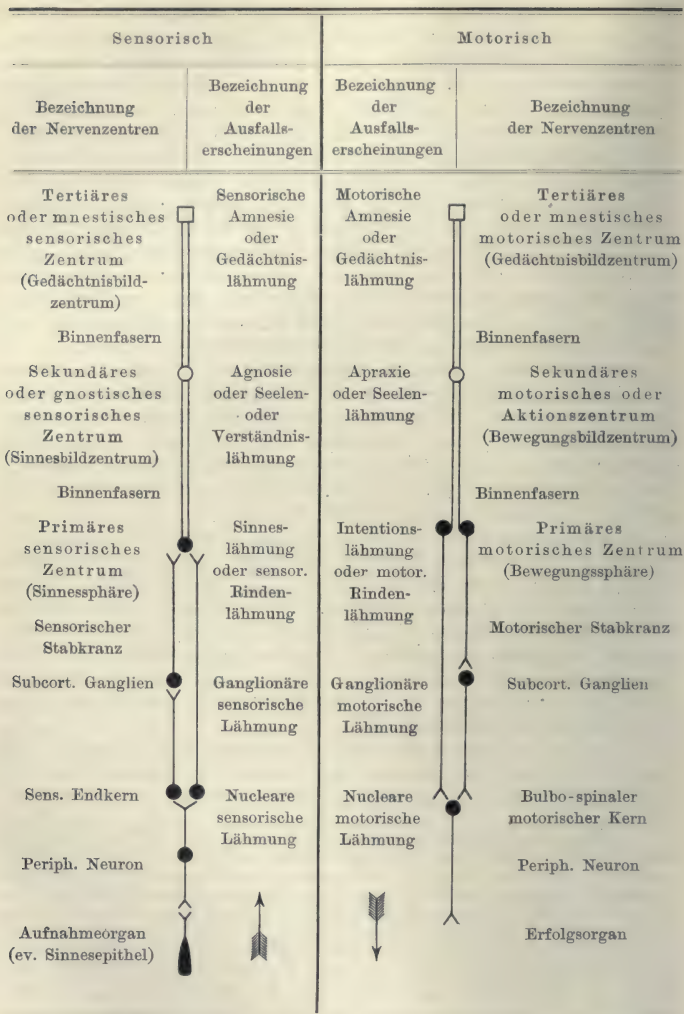 Sensorisch
Motorisch
Bezeichnung
der Nervenzentren
Bezeichnung
der
Ausfalls-
erscheinungen
Bezeichnung
der
Ausfalls-
erscheinungen
Bezeichnung
der Nervenzentren
Tertiäres
oder mnestisches
sensorisches
Zentrum
(Gedächtnisbild-
zentrum)
Sensorische
Amnesie
oder
Gedächtnis-
lähmung
Motorische
Amnesie
oder
Gedächtnis-
lähmung
Tertiäres
oder mnestisches
motorisches Zentrum
(Gedächtnisbildzentrum)
Binnenfasern
Binnenfasern
Sekundäres
oder gnostisches
sensorisches
Zentrum
(Sinnesbildzentrum)
Agnosie
oder Seelen-
oder
Verständnis-
lähmung
Apraxie
oder Seelen-
lähmung
Sekundäres
motorisches oder
Aktionszentrum
(Bewegungsbildzentrum)
Binnenfasern
Binnenfasern
Primäres
sensorisches
Zentrum
(Sinnessphäre)
Sinnes-
lähmung
oder sensor.
Rinden-
lähmung
Intentions-
lähmung
oder motor.
Rinden-
lähmung
Primäres
motorisches Zentrum
(Bewegungssphäre)
Sensorischer
Stabkranz
Motorischer Stabkranz
Subcort. Ganglien
Ganglionäre
sensorische
Lähmung
Ganglionäre
motorische
Lähmung
Subcort. Ganglien
Sens. Endkern
Nucleare
sensorische
Lähmung
Nucleare
motorische
Lähmung
Bulbo-spinaler
motorischer Kern
Periph. Neuron
Periph. Neuron
Aufnahmeorgan
(ev. Sinnesepithel)
Erfolgsorgan